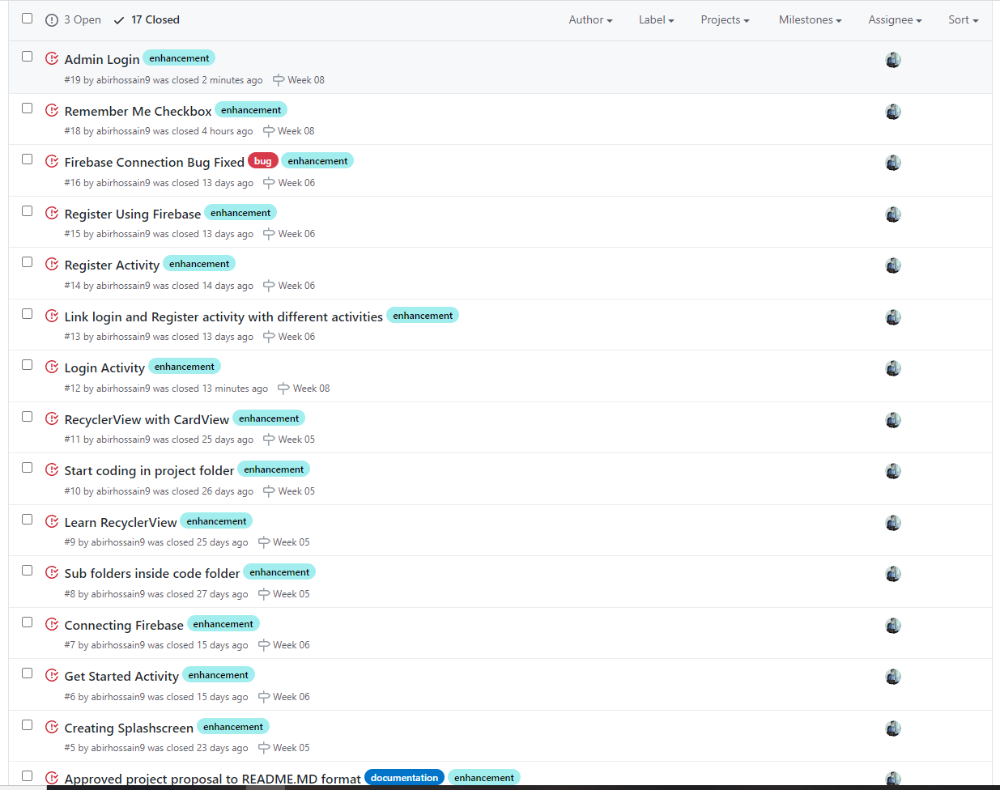 3 Open 17 Closed Author Label Projects Milestones Assignee Sort
Admin Login enhancement
#19 by abirhossain9 was closed 2 minutes ago Week 08
Remember Me Checkbox enhancement
#18 by abirhossain9 was closed 4 hours ago Week 08
Firebase Connection Bug Fixed bug enhancement
#16 by abirhossain9 was closed 13 days ago Week 06
Register Using Firebase enhancement
#15 by abirhossain9 was closed 13 days ago Week 06
Register Activity enhancement
#14 by abirhossain9 was closed 14 days ago Week 06
Link login and Register activity with different activities enhancement
#13 by abirhossain9 was closed 13 days ago Week 06
Login Activity enhancement
#12 by abirhossain9 was closed 13 minutes ago Week 08
RecyclerView with CardView enhancement
#11 by abirhossain9 was closed 25 days ago Week 05
Start coding in project folder enhancement
#10 by abirhossain9 was closed 26 days ago Week 05
Learn RecyclerView enhancement
#9 by abirhossain9 was closed 25 days ago Week 05
Sub folders inside code folder enhancement
#8 by abirhossain9 was closed 27 days ago Week 05
Connecting Firebase enhancement
#7 by abirhossain9 was closed 15 days ago Week 06
Get Started Activity enhancement
#6 by abirhossain9 was closed 15 days ago Week 06
Creating Splashscreen enhancement
#5 by abirhossain9 was closed 23 days ago Week 05
Approved project proposal to README.MD format documentation enhancement